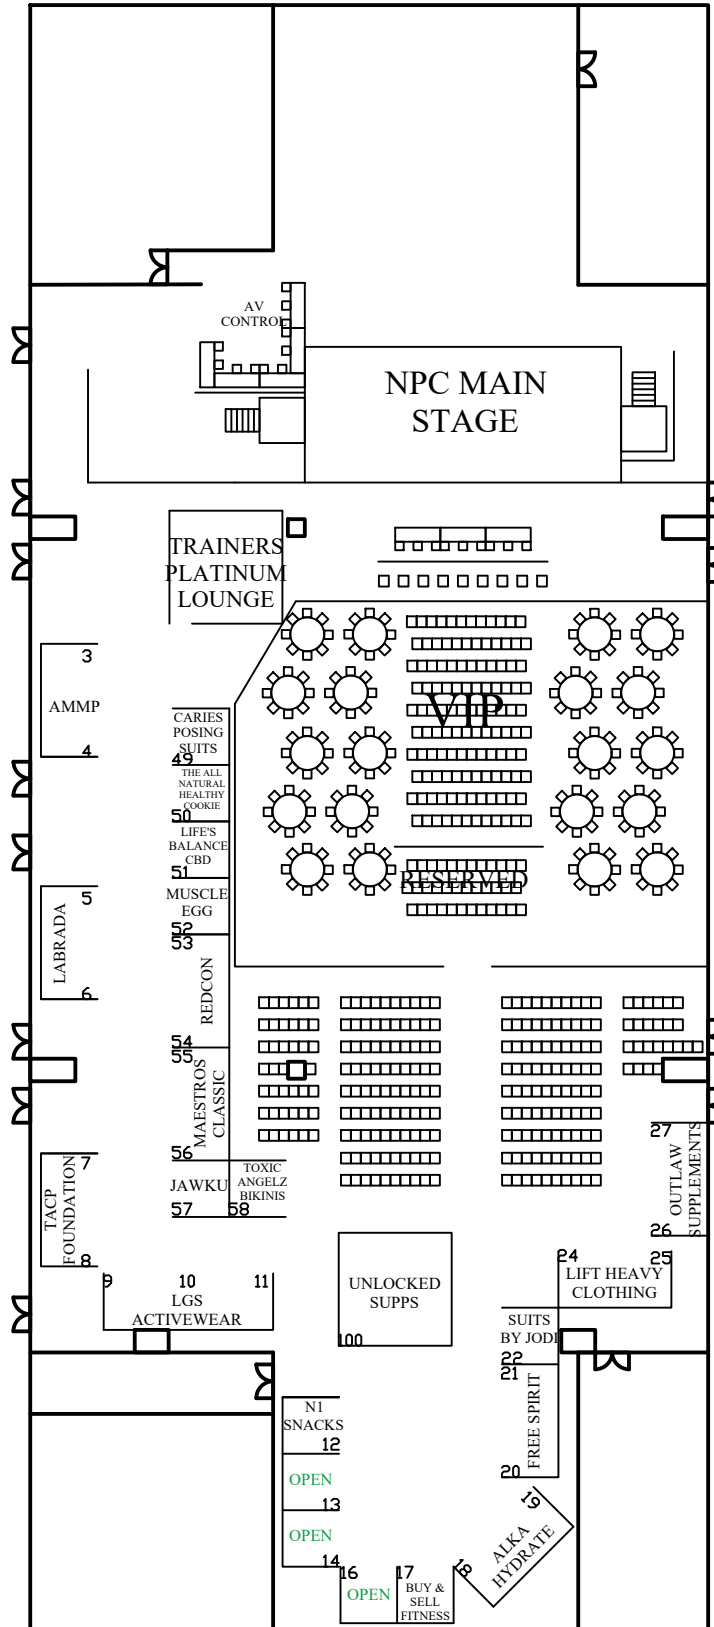 AV
CONTROL
NPC MAIN
STAGE
TRAINERS
PLATINUM
LOUNGE
3
AMMP
4
VIP
CARIES
POSING
SUITS
49
THE ALL
NATURAL
HEALTHY
COOKIE
50
LIFE'S
BALANCE
CBD
51
RESERVED
MUSCLE
EGG
52
53
5
LABRADA
6
REDCON
54
55
MAESTROS
CLASSIC
56
7
TACP
FOUNDATION
8
JAWKU
57
TOXIC
ANGELZ
BIKINIS
58
27
OUTLAW
SUPPLEMENTS
26
9
10
11
LGS
ACTIVEWEAR
UNLOCKED
SUPPS
100
24
25
LIFT HEAVY
CLOTHING
SUITS
BY JODI
22
21
FREE SPIRIT
20
N1
SNACKS
12
OPEN
13
OPEN
14
19
ALKA
HYDRATE
18
16
OPEN
17
BUY &
SELL
FITNESS